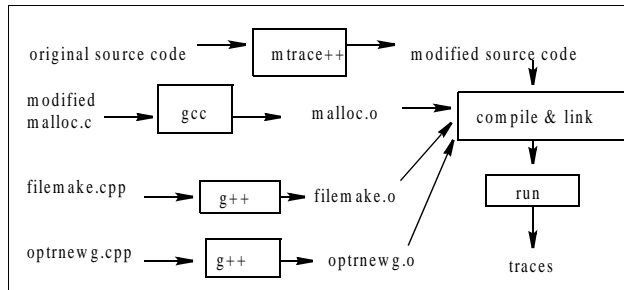 original source code
mtrace++
modified source code
modified
malloc.c
gcc
malloc.o
compile & link
filemake.cpp
g++
filemake.o
run
optrnewg.cpp
g++
optrnewg.o
traces